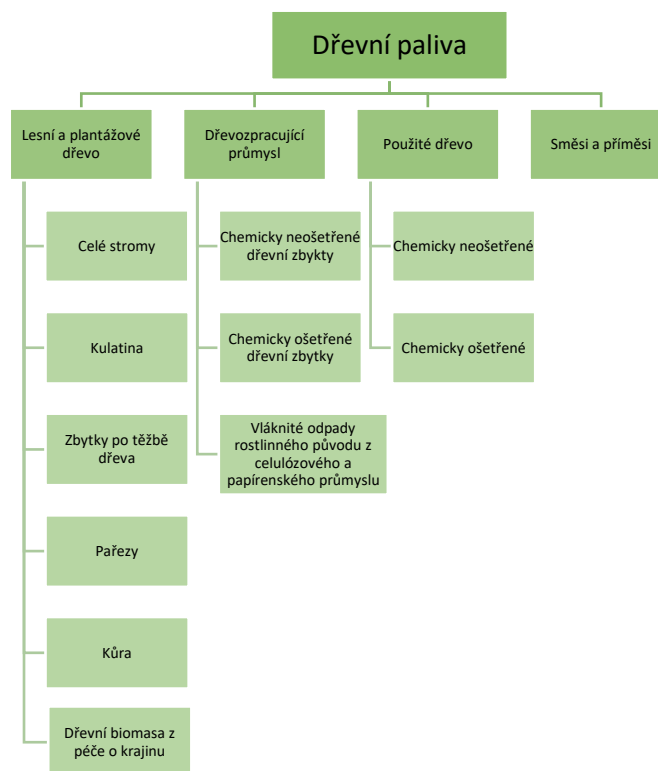 Dřevní paliva
Lesní a plantážové
dřevo
Dřevozpracující
průmysl
Použité dřevo
Směsi a příměsi
Celé stromy
Kulatina
Zbytky po těžbě
dřeva
Pařezy
Kůra
Dřevní biomasa z
péče o krajinu
Chemicky neošetřené
dřevní zbykty
Chemicky ošetřené
dřevní zbytky
Vláknité odpady
rostlinného původu z
celulózového a
papírenského průmyslu
Chemicky neošetřené
Chemicky ošetřené